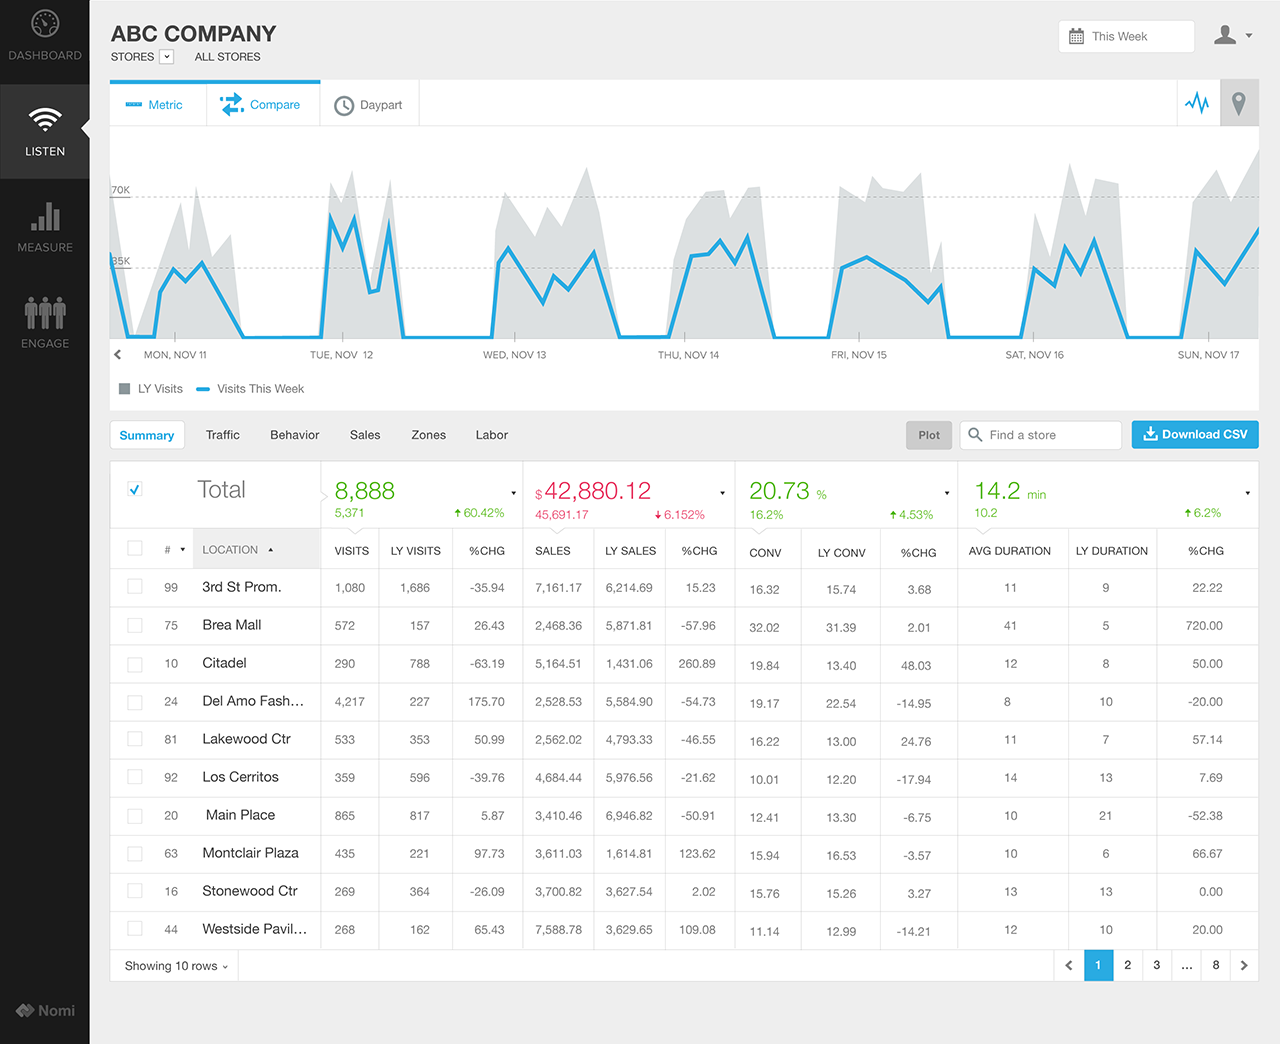 DASHBOARD
LISTEN
MEASURE
ENGAGE
Nomi
ABC COMPANY
STORES ALL STORES
This Week
Metric Compare Daypart
70K
35K
MON, NOV 11 TUE, NOV 12 WED, NOV 13 THU, NOV 14 FRI, NOV 15 SAT, NOV 16 SUN, NOV 17
LY Visits Visits This Week
Summary Traffic Behavior Sales Zones Labor Plot Find a store Download CSV
Total 8,888 $42,880.12 20.73 % 14.2 min
5,371 60.42% 45,691.17 6.152% 16.2% 4.53% 10.2 6.2%
# LOCATION VISITS LY VISITS %CHG SALES LY SALES %CHG CONV LY CONV %CHG AVG DURATION LY DURATION %CHG
99 3rd St Prom. 1,080 1,686 -35.94 7,161.17 6,214.69 15.23 16.32 15.74 3.68 11 9 22.22
75 Brea Mall 572 157 26.43 2,468.36 5,871.81 -57.96 32.02 31.39 2.01 41 5 720.00
10 Citadel 290 788 -63.19 5,164.51 1,431.06 260.89 19.84 13.40 48.03 12 8 50.00
24 Del Amo Fash... 4,217 227 175.70 2,528.53 5,584.90 -54.73 19.17 22.54 -14.95 8 10 -20.00
81 Lakewood Ctr 533 353 50.99 2,562.02 4,793.33 -46.55 16.22 13.00 24.76 11 7 57.14
92 Los Cerritos 359 596 -39.76 4,684.44 5,976.56 -21.62 10.01 12.20 -17.94 14 13 7.69
20 Main Place 865 817 5.87 3,410.46 6,946.82 -50.91 12.41 13.30 -6.75 10 21 -52.38
63 Montclair Plaza 435 221 97.73 3,611.03 1,614.81 123.62 15.94 16.53 -3.57 10 6 66.67
16 Stonewood Ctr 269 364 -26.09 3,700.82 3,627.54 2.02 15.76 15.26 3.27 13 13 0.00
44 Westside Pavil... 268 162 65.43 7,588.78 3,629.65 109.08 11.14 12.99 -14.21 12 10 20.00
Showing 10 rows 1 2 3 ... 8